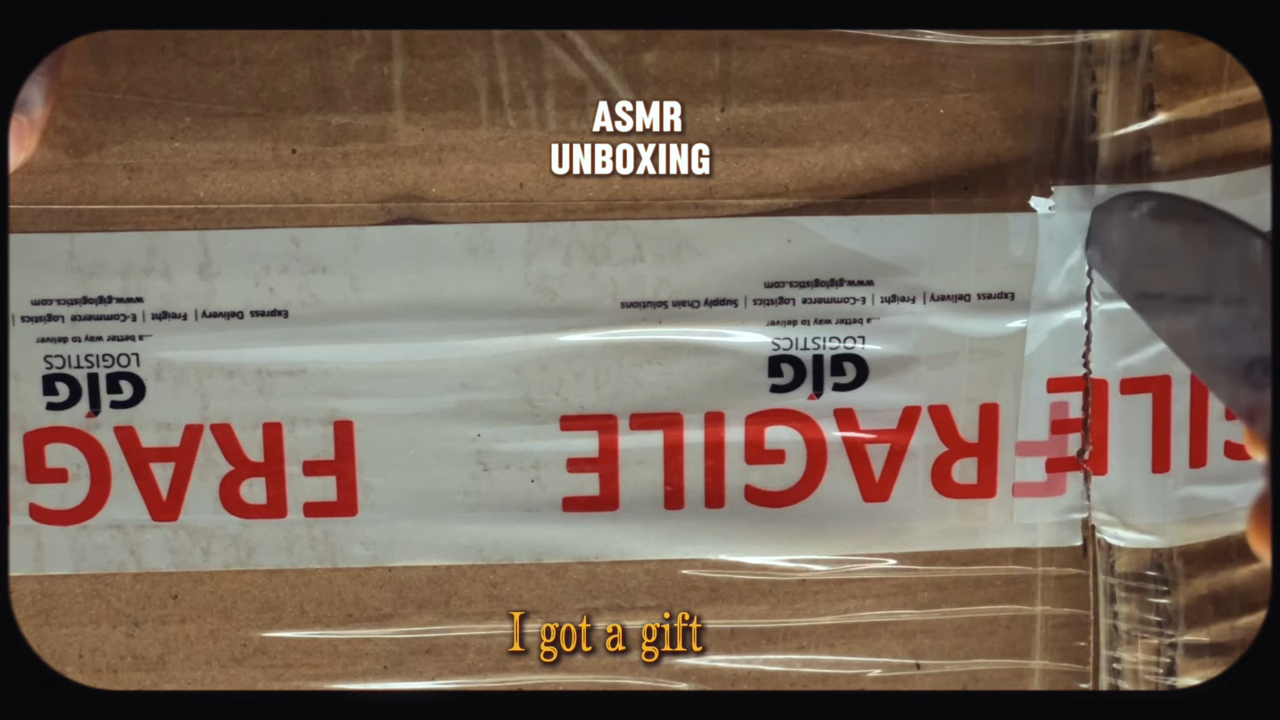 ASMR
UNBOXING
www.giglogistics.com
Express Delivery | Freight | E-Commerce Logistics |
...a better way to deliver
GIG
LOGISTICS
FRAG
www.giglogistics.com
Express Delivery | Freight | E-Commerce Logistics | Supply Chain Solutions
...a better way to deliver
GIG
LOGISTICS
FRAGILE
GILE
I got a gift